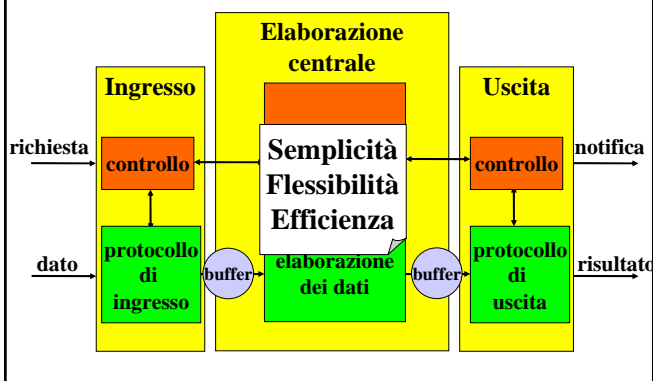 Elaborazione
centrale
Ingresso
Uscita
richiesta
controllo
Semplicità
Flessibilità
Efficienza
controllo
notifica
dato
protocollo
di
ingresso
buffer
elaborazione
dei dati
buffer
protocollo
di
uscita
risultato